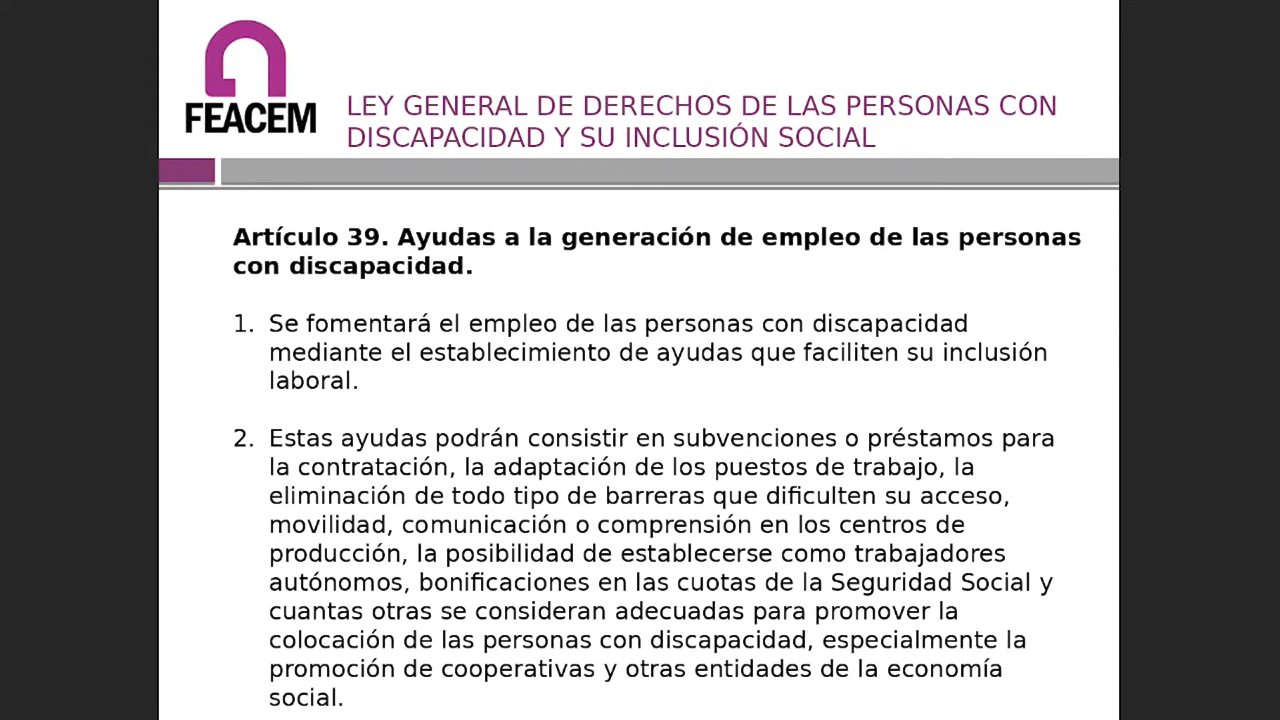 FEACEM
LEY GENERAL DE DERECHOS DE LAS PERSONAS CON
DISCAPACIDAD Y SU INCLUSIÓN SOCIAL
Artículo 39. Ayudas a la generación de empleo de las personas
con discapacidad.
1. Se fomentará el empleo de las personas con discapacidad
mediante el establecimiento de ayudas que faciliten su inclusión
laboral.
2. Estas ayudas podrán consistir en subvenciones o préstamos para
la contratación, la adaptación de los puestos de trabajo, la
eliminación de todo tipo de barreras que dificulten su acceso,
movilidad, comunicación o comprensión en los centros de
producción, la posibilidad de establecerse como trabajadores
autónomos, bonificaciones en las cuotas de la Seguridad Social y
cuantas otras se consideran adecuadas para promover la
colocación de las personas con discapacidad, especialmente la
promoción de cooperativas y otras entidades de la economía
social.